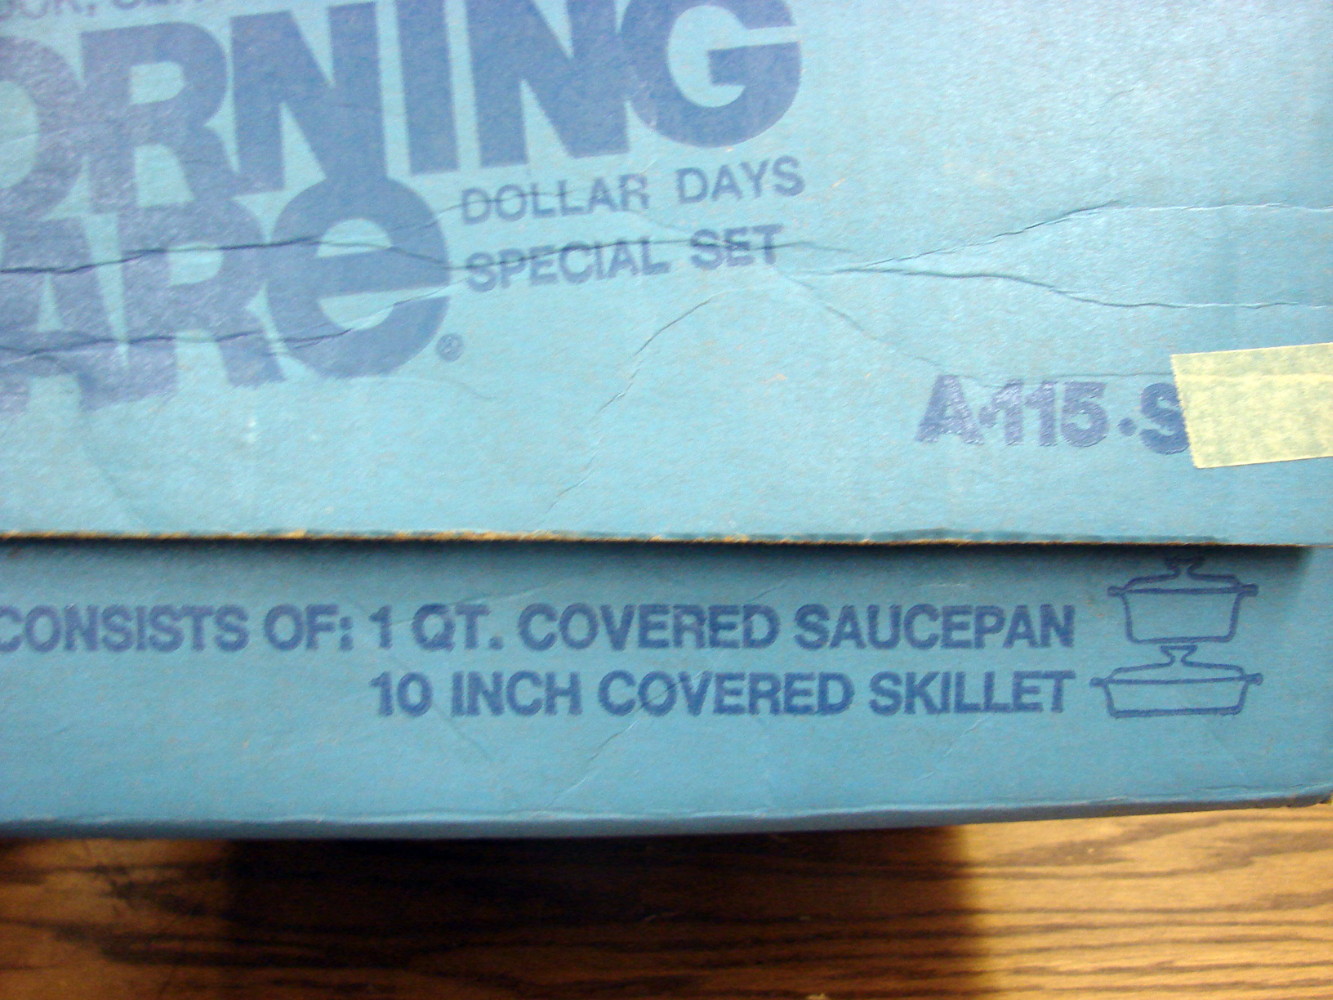 ORNING
ARe®
DOLLAR DAYS
SPECIAL SET
A-115-S
CONSISTS OF: 1 QT. COVERED SAUCEPAN
10 INCH COVERED SKILLET